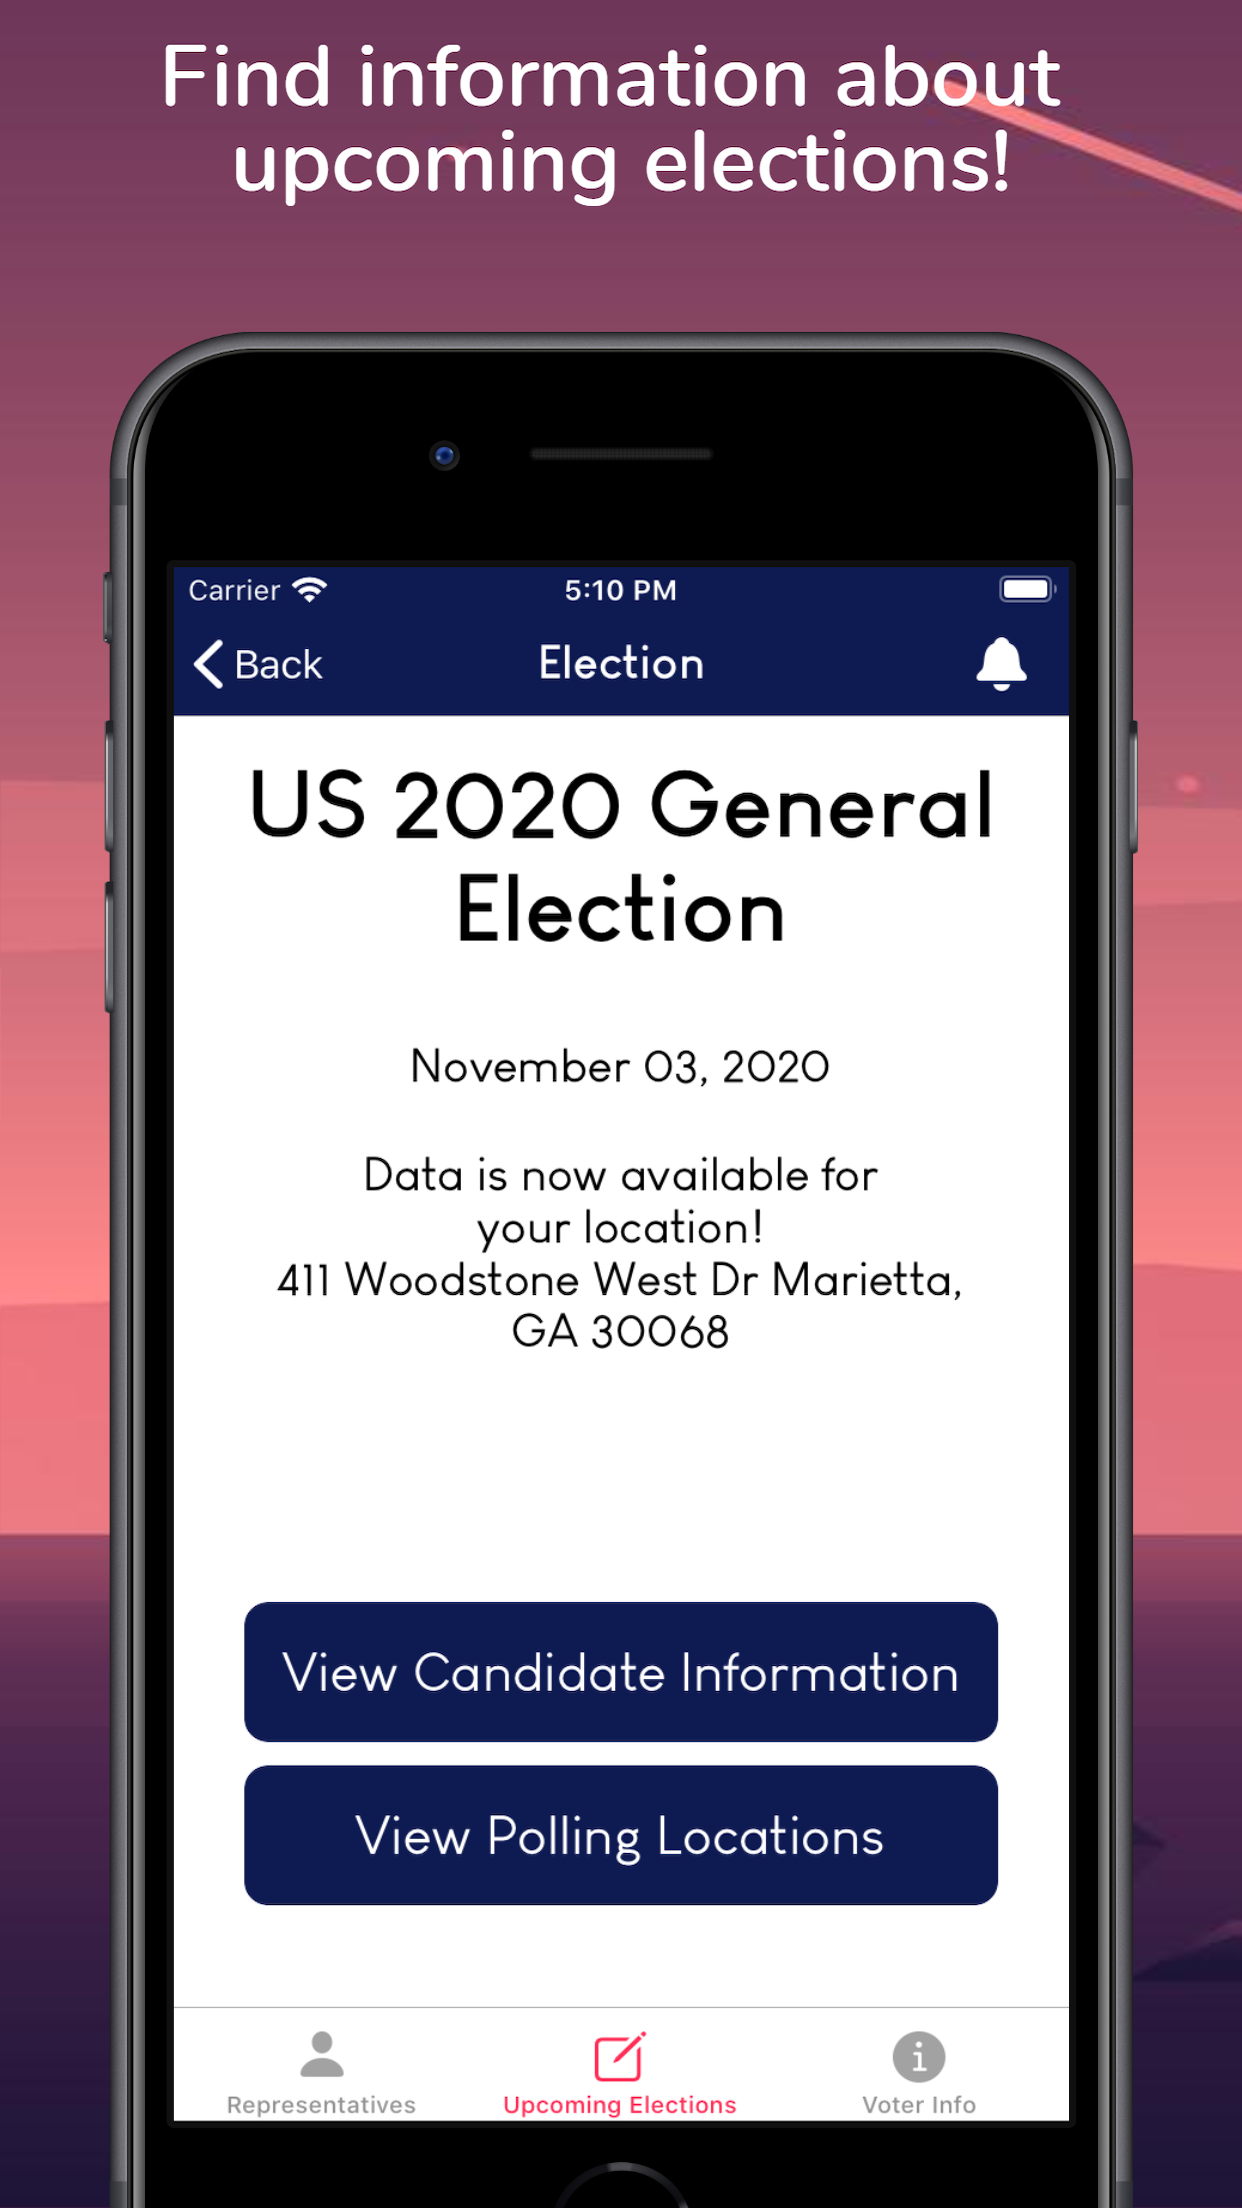 Find information about
upcoming elections!
Carrier 5:10 PM
Back Election
US 2020 General
Election
November 03, 2020
Data is now available for
your location!
411 Woodstone West Dr Marietta,
GA 30068
View Candidate Information
View Polling Locations
Representatives Upcoming Elections Voter Info